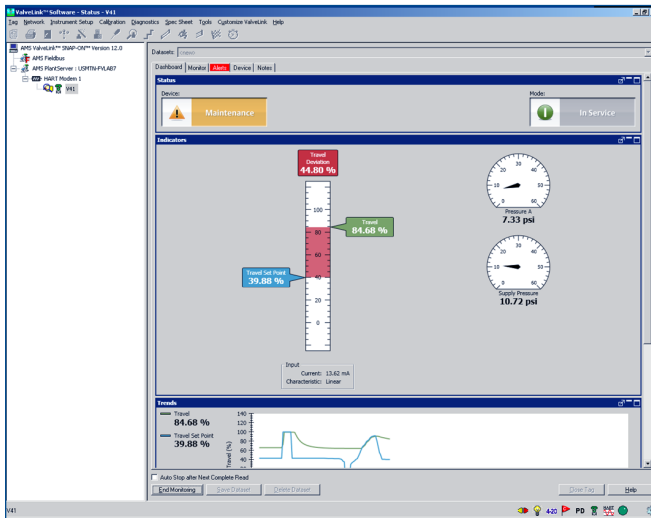 ValveLink™ Software - Status - V41
Tag Network Instrument Setup Calibration Diagnostics Spec Sheet Tools Customize ValveLink Help
AMS ValveLink™ SNAP-ON™ Version 12.0
AMS Fieldbus
AMS PlantServer : USMTN-FVLAB7
HART Modem 1
V41
Datasets: <new>
Dashboard Monitor Alerts Device Notes
Status
Device: Mode:
Maintenance In Service
Indicators
Travel
Deviation
44.80 %
100
80
60
40
20
0
Travel
84.68 %
Travel Set Point
39.88 %
20 30
10 50
0 60
Pressure A
7.33 psi
20 30
10 50
0 60
Supply Pressure
10.72 psi
Input
Current: 13.62 mA
Characteristic: Linear
Trends
Travel
84.68 %
Travel Set Point
39.88 %
Travel (%)
140
120
100
80
60
40
20
Auto Stop after Next Complete Read
End Monitoring Save Dataset Delete Dataset Close Tag Help
V41 4-20 PD HART